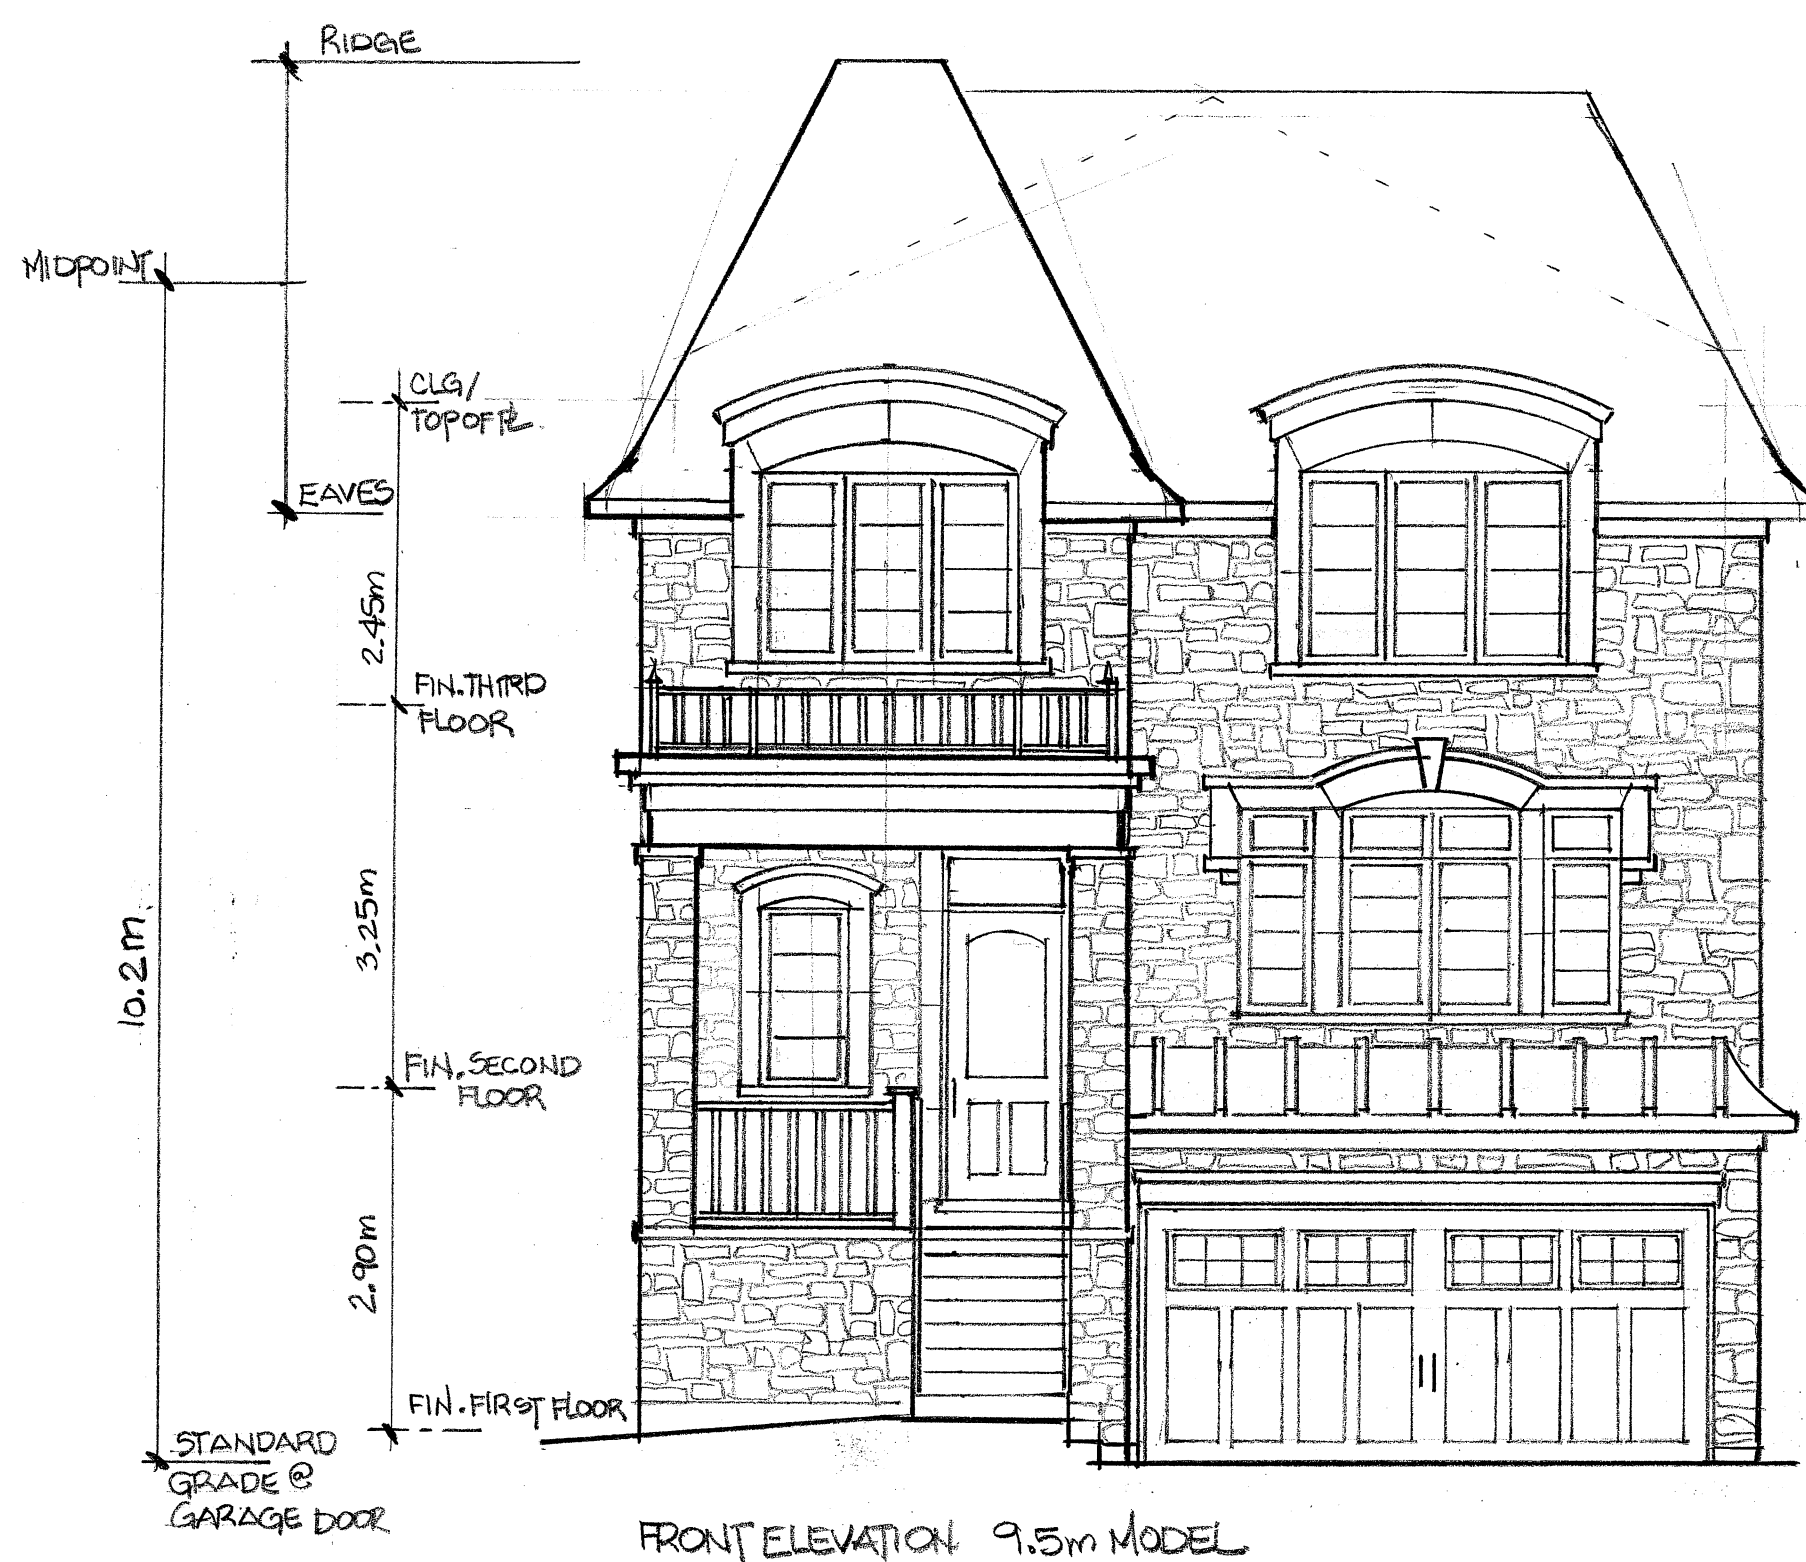 RIDGE
MIDPOINT
CLG/
TOP OF PL
EAVES
2.45m
FIN. THIRD
FLOOR
3.25m
10.2m
FIN. SECOND
FLOOR
2.90m
FIN. FIRST FLOOR
STANDARD
GRADE @
GARAGE DOOR
FRONT ELEVATION 9.5m MODEL